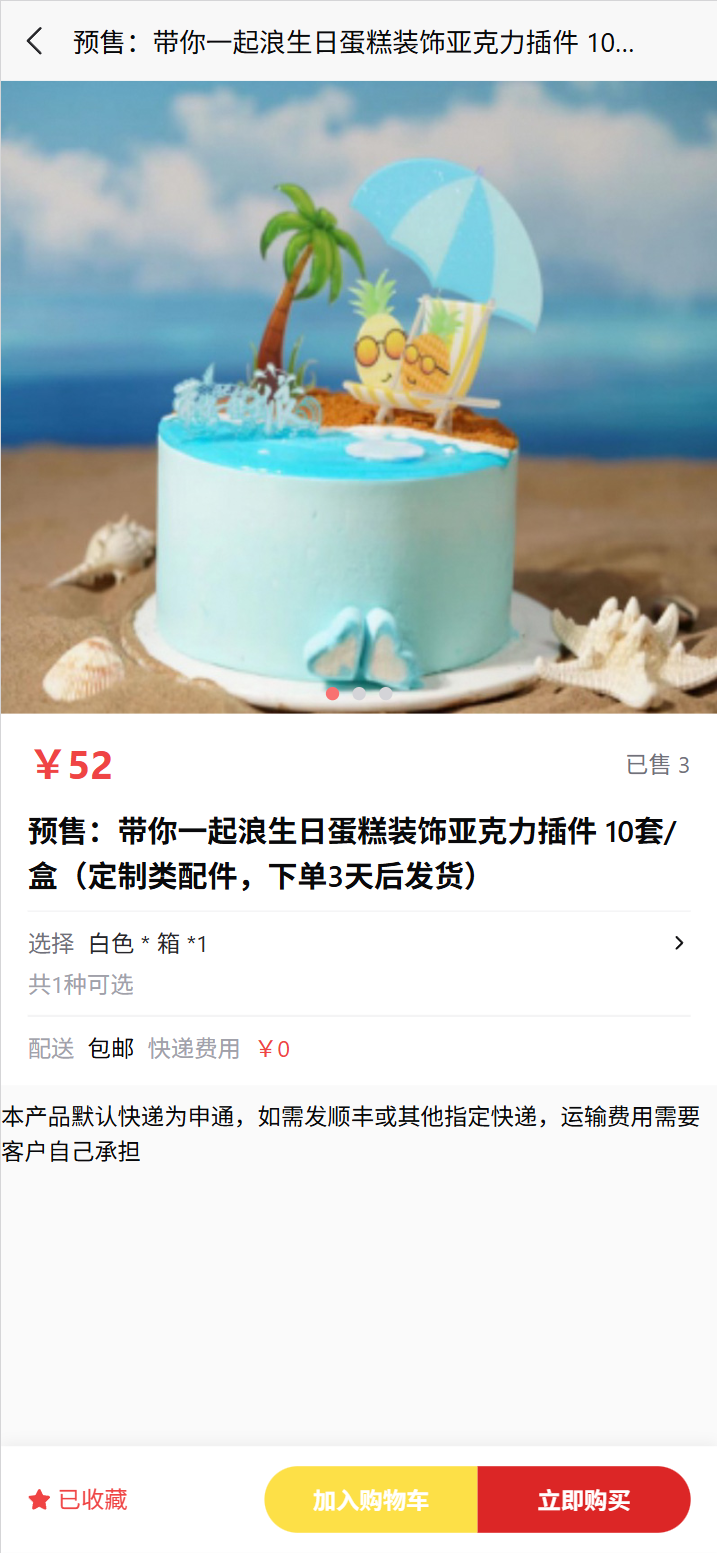 预售：带你一起浪生日蛋糕装饰亚克力插件 10...
￥52
已售 3
预售：带你一起浪生日蛋糕装饰亚克力插件 10套/
盒（定制类配件，下单3天后发货）
选择 白色 * 箱 *1
共1种可选
配送 包邮 快递费用 ￥0
本产品默认快递为申通，如需发顺丰或其他指定快递，运输费用需要
客户自己承担
已收藏
加入购物车
立即购买